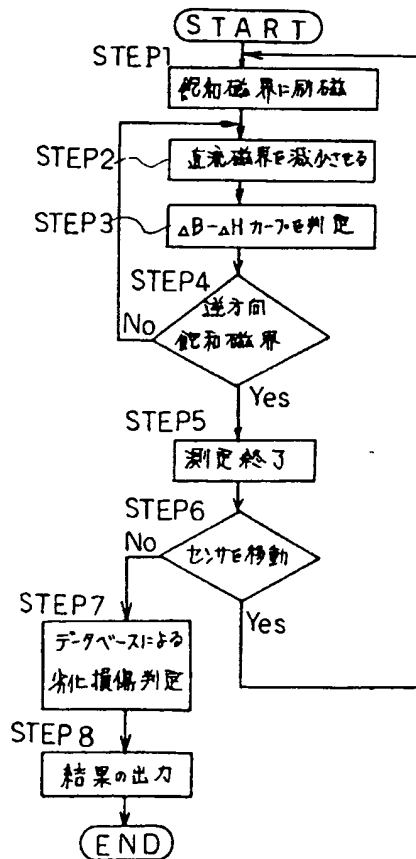 START
STEP1
飽和磁界に励磁
STEP2
直流磁界を減少させる
STEP3
ΔB-ΔHカーブを判定
STEP4
逆方向
飽和磁界
No
Yes
STEP5
測定終了
STEP6
センサを移動
No
Yes
STEP7
データベースによる
劣化損傷判定
STEP8
結果の出力
END